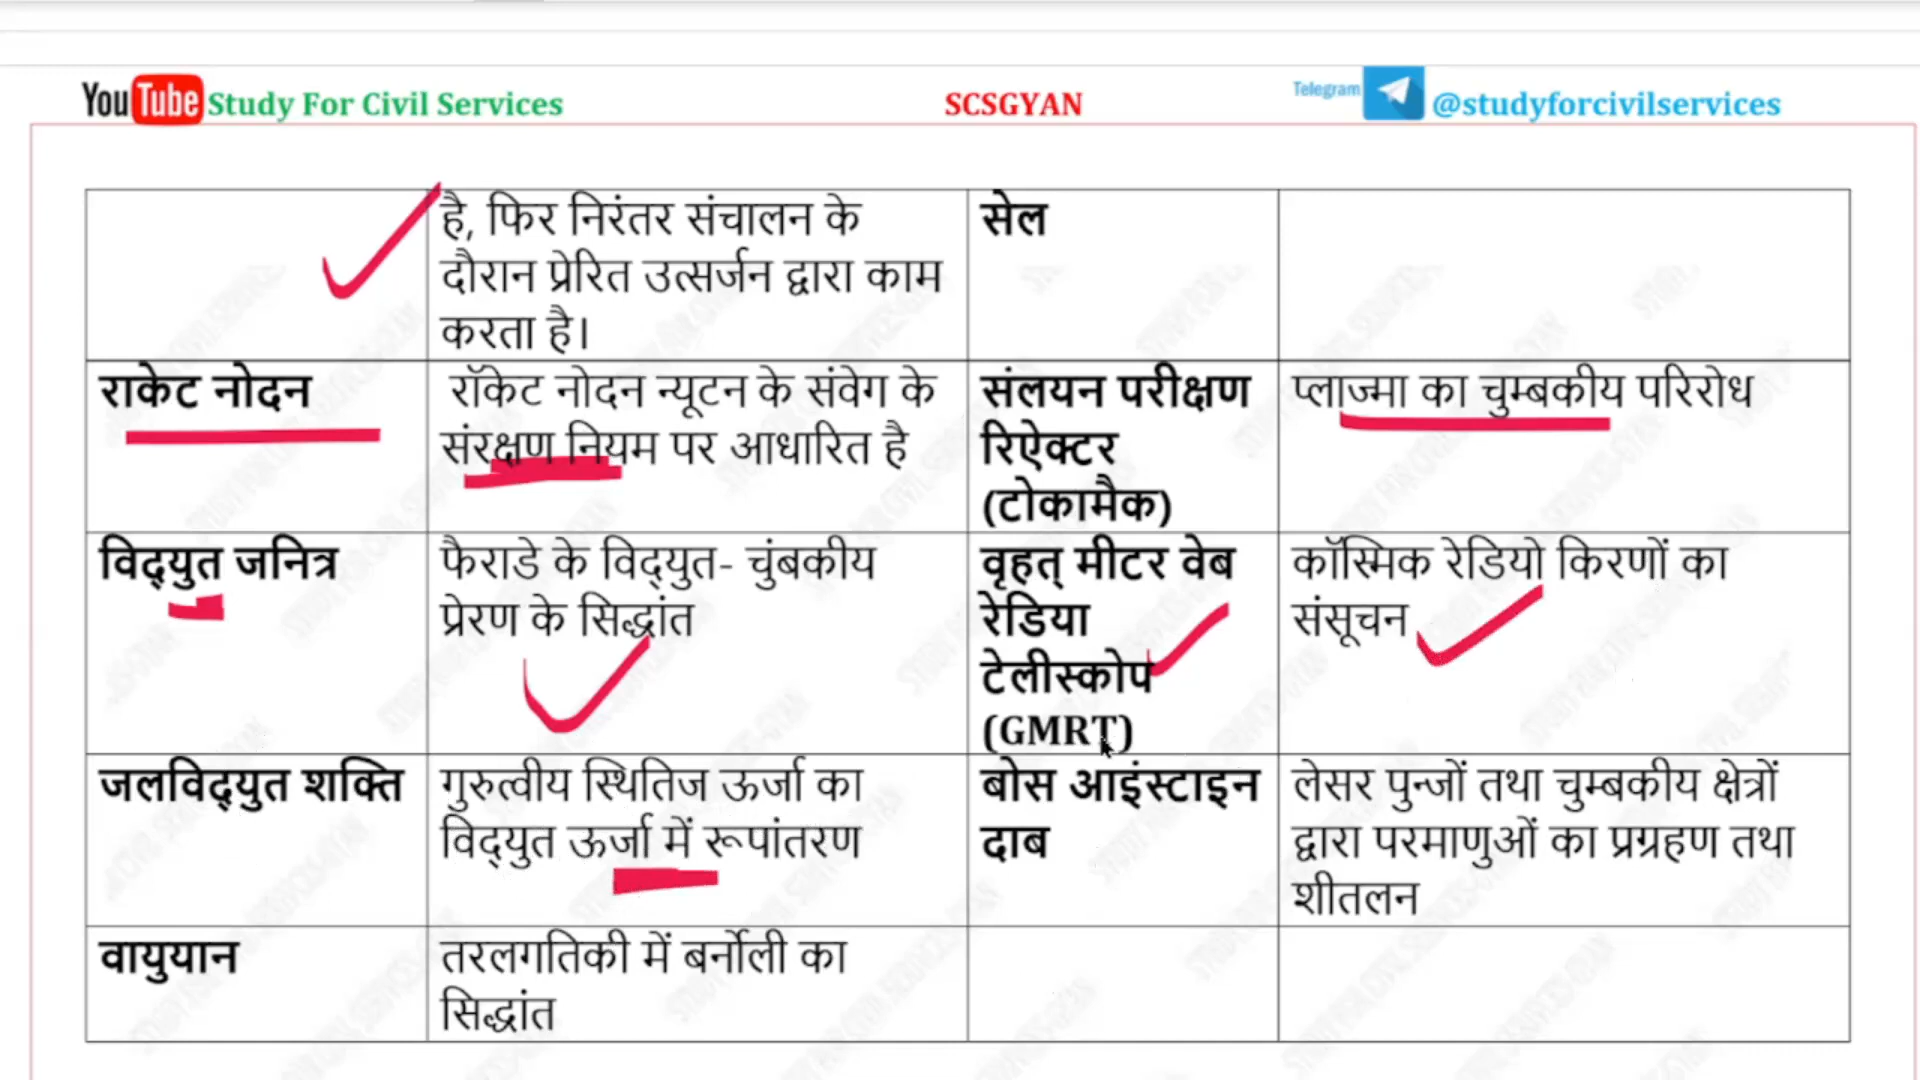 YouTube Study For Civil Services
SCSGYAN
Telegram @studyforcivilservices
है, फिर निरंतर संचालन के
दौरान प्रेरित उत्सर्जन द्वारा काम
करता है।
सेल
राकेट नोदन
रॉकेट नोदन न्यूटन के संवेग के
संरक्षण नियम पर आधारित है
संलयन परीक्षण
रिऐक्टर
(टोकामैक)
प्लाज्मा का चुम्बकीय परिरोध
विद्युत जनित्र
फैराडे के विद्युत- चुंबकीय
प्रेरण के सिद्धांत
वृहत् मीटर वेब
रेडिया
टेलीस्कोप
(GMRT)
कॉस्मिक रेडियो किरणों का
संसूचन
जलविद्युत शक्ति
गुरुत्वीय स्थितिज ऊर्जा का
विद्युत ऊर्जा में रूपांतरण
बोस आइंस्टाइन
दाब
लेसर पुन्जों तथा चुम्बकीय क्षेत्रों
द्वारा परमाणुओं का प्रग्रहण तथा
शीतलन
वायुयान
तरलगतिकी में बर्नोली का
सिद्धांत